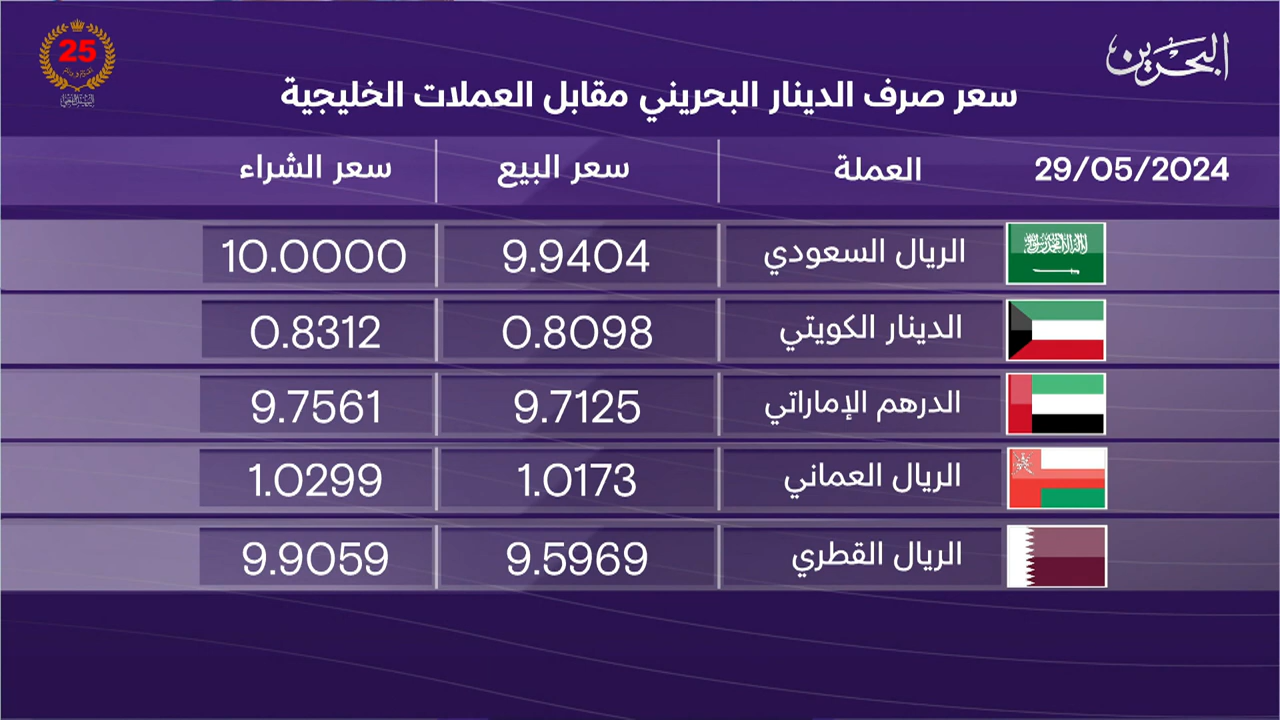 البحرين
25
سعر صرف الدينار البحريني مقابل العملات الخليجية
29/05/2024 العملة سعر البيع سعر الشراء
الريال السعودي 9.9404 10.0000
الدينار الكويتي 0.8098 0.8312
الدرهم الإماراتي 9.7125 9.7561
الريال العماني 1.0173 1.0299
الريال القطري 9.5969 9.9059